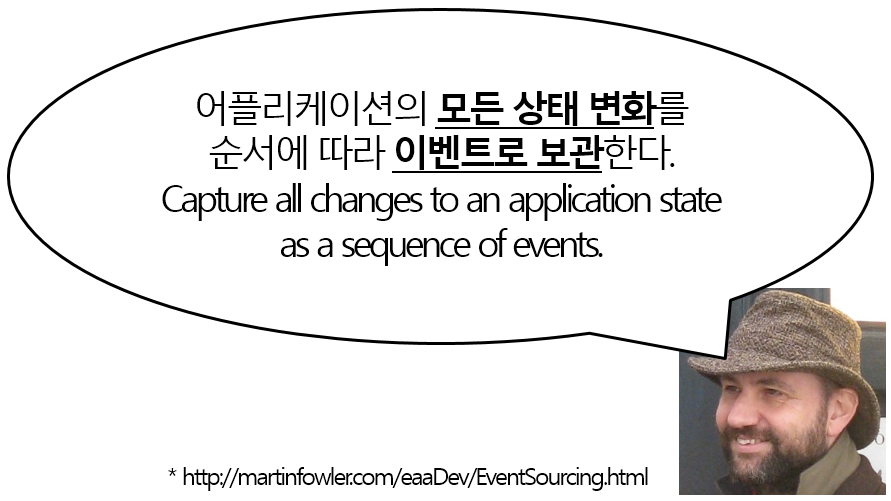 어플리케이션의 모든 상태 변화를
순서에 따라 이벤트로 보관한다.
Capture all changes to an application state
as a sequence of events.
* http://martinfowler.com/eaaDev/EventSourcing.html